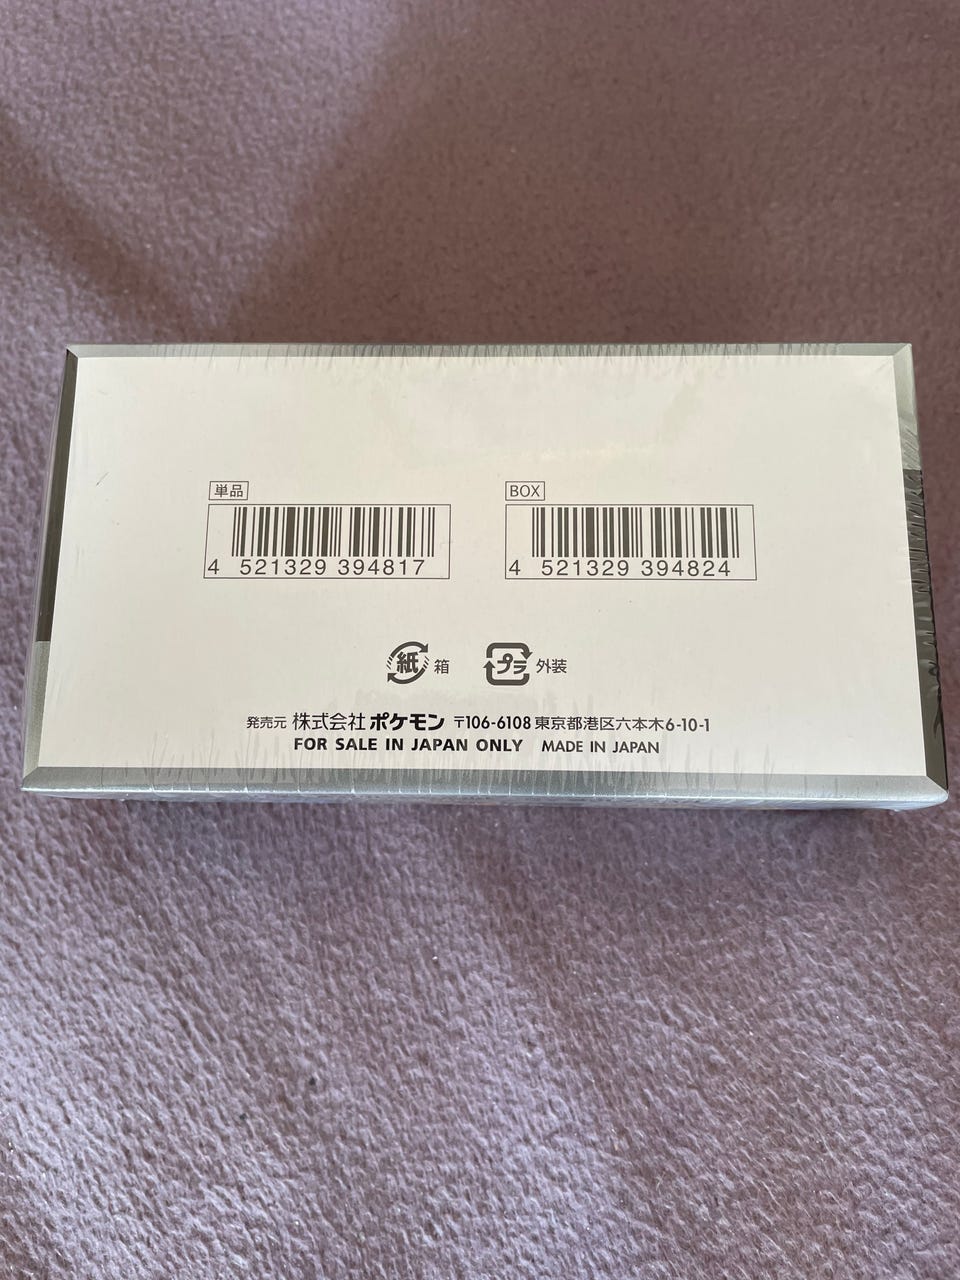 単品
BOX
4 521329 394817
4 521329 394824
紙 箱
プラ 外装
発売元 株式会社 ポケモン 〒106-6108 東京都港区六本木6-10-1
FOR SALE IN JAPAN ONLY MADE IN JAPAN